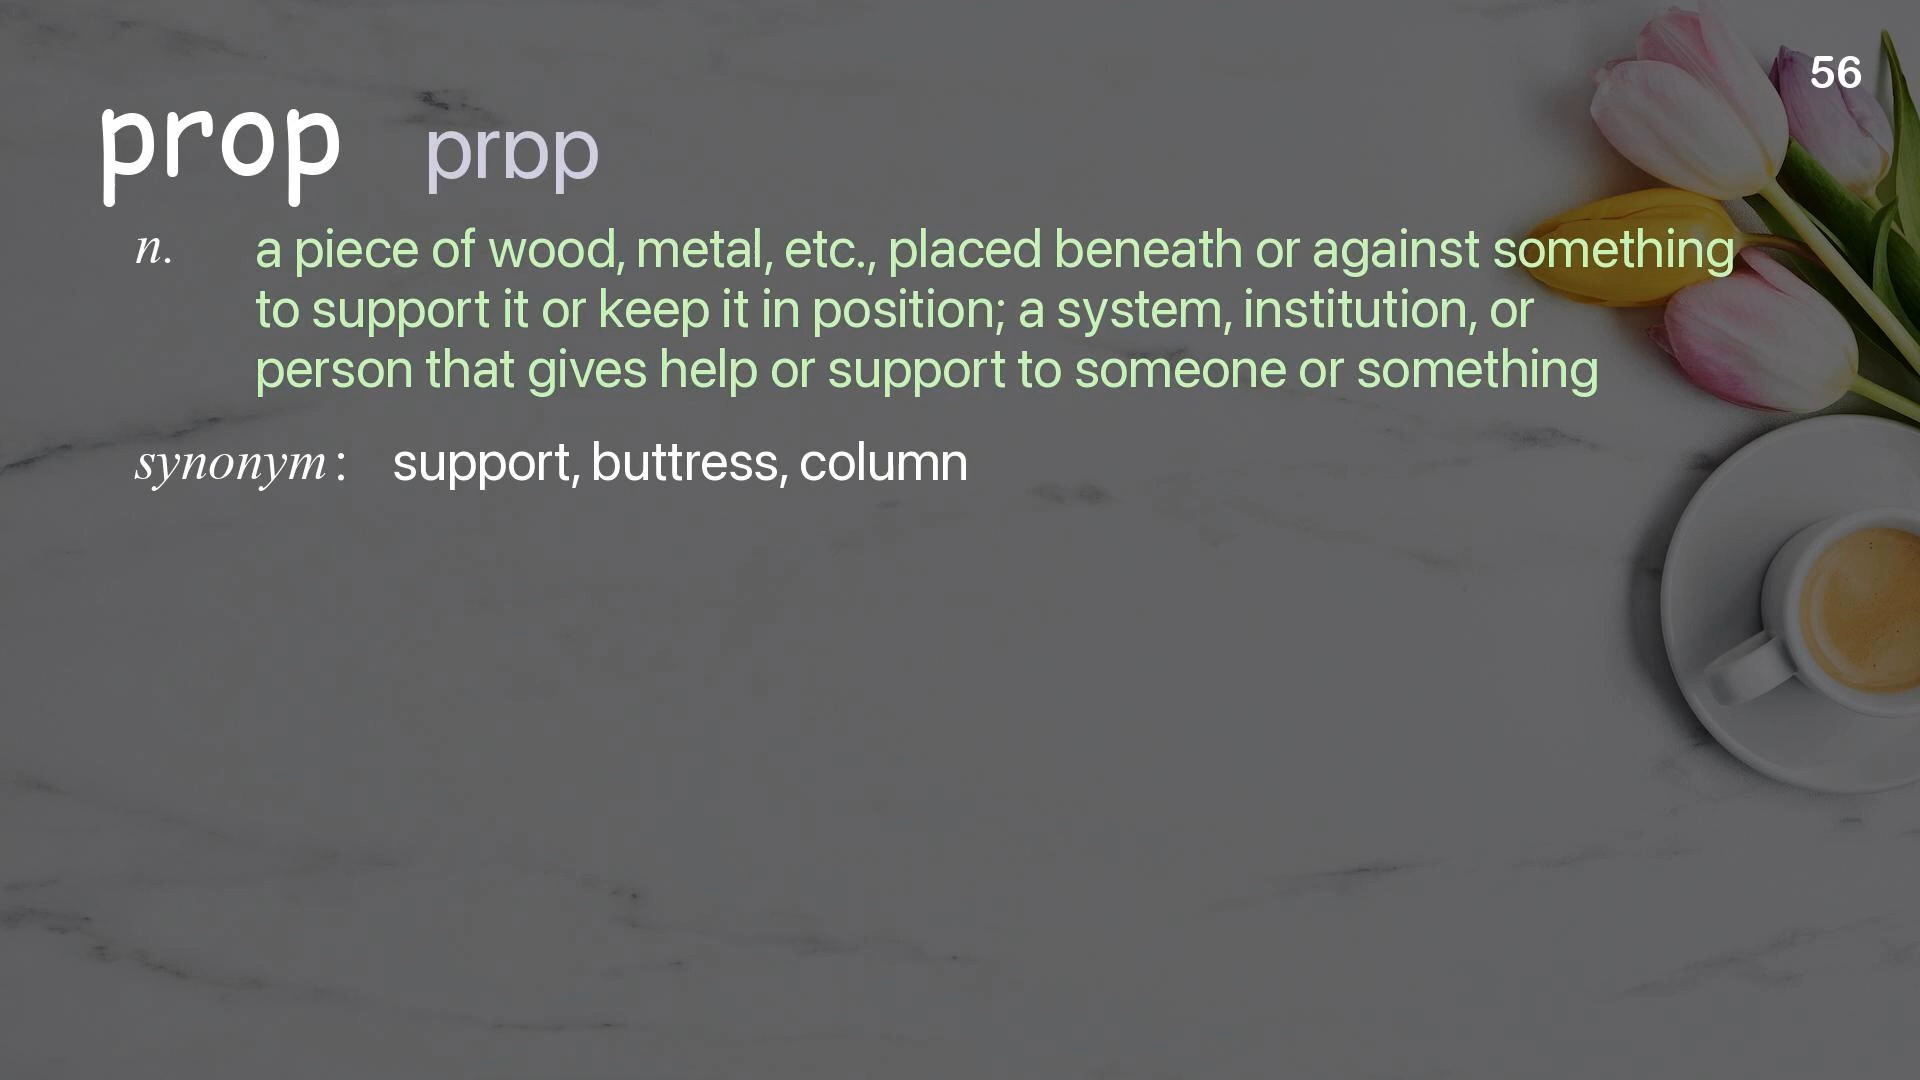 56
prop prɒp
n. a piece of wood, metal, etc., placed beneath or against something
to support it or keep it in position; a system, institution, or
person that gives help or support to someone or something
synonym: support, buttress, column